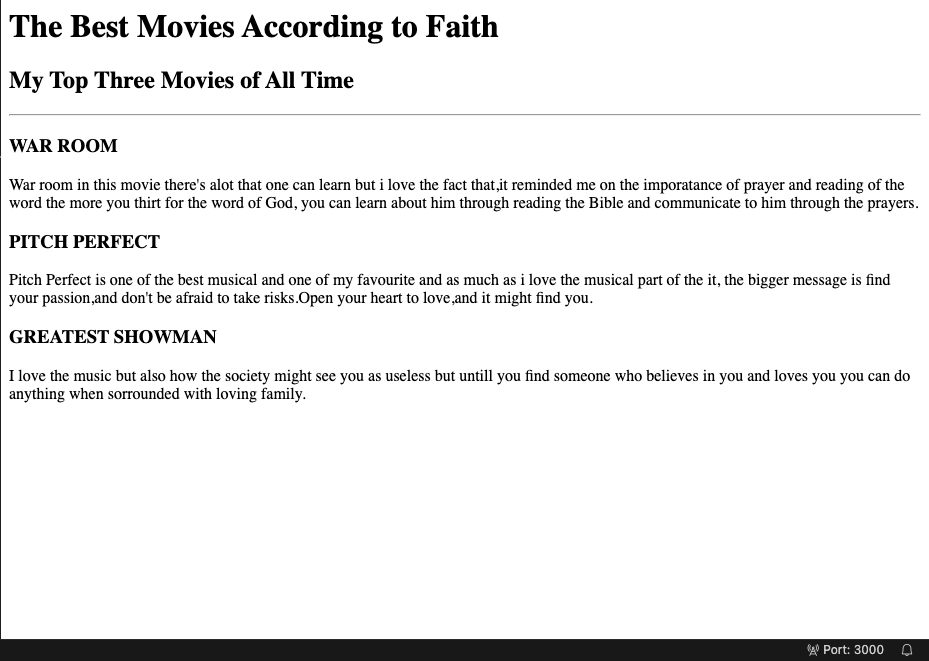 The Best Movies According to Faith
My Top Three Movies of All Time
WAR ROOM
War room in this movie there's alot that one can learn but i love the fact that,it reminded me on the imporatance of prayer and reading of the
word the more you thirt for the word of God, you can learn about him through reading the Bible and communicate to him through the prayers.
PITCH PERFECT
Pitch Perfect is one of the best musical and one of my favourite and as much as i love the musical part of the it, the bigger message is find
your passion,and don't be afraid to take risks.Open your heart to love,and it might find you.
GREATEST SHOWMAN
I love the music but also how the society might see you as useless but untill you find someone who believes in you and loves you you can do
anything when sorrounded with loving family.
Port: 3000